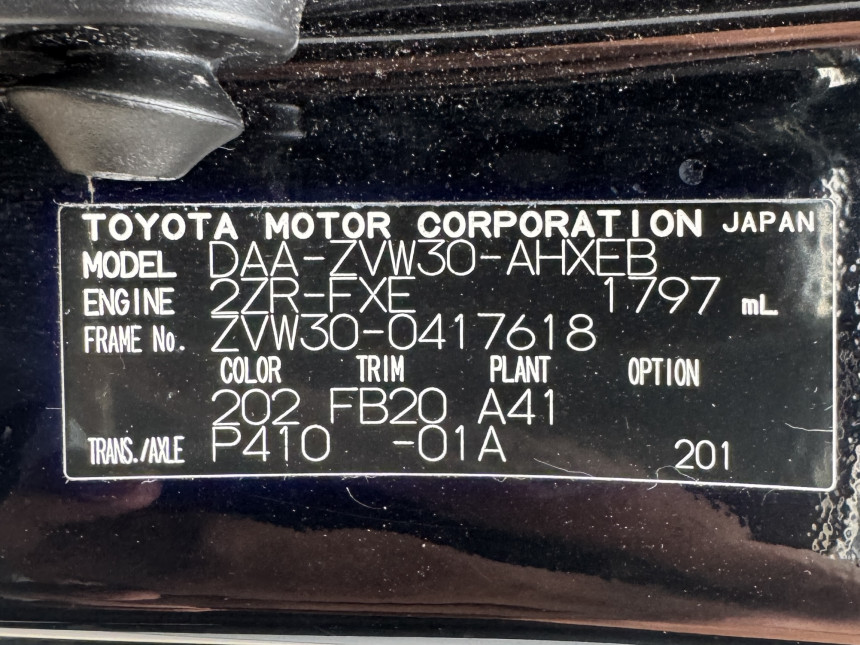 TOYOTA MOTOR CORPORATION JAPAN
MODEL DAA-ZVW30-AHXEB
ENGINE 2ZR-FXE 1797 mL
FRAME No. ZVW30-0417618
COLOR TRIM PLANT OPTION
202 FB20 A41
TRANS./AXLE P410 -01A 201